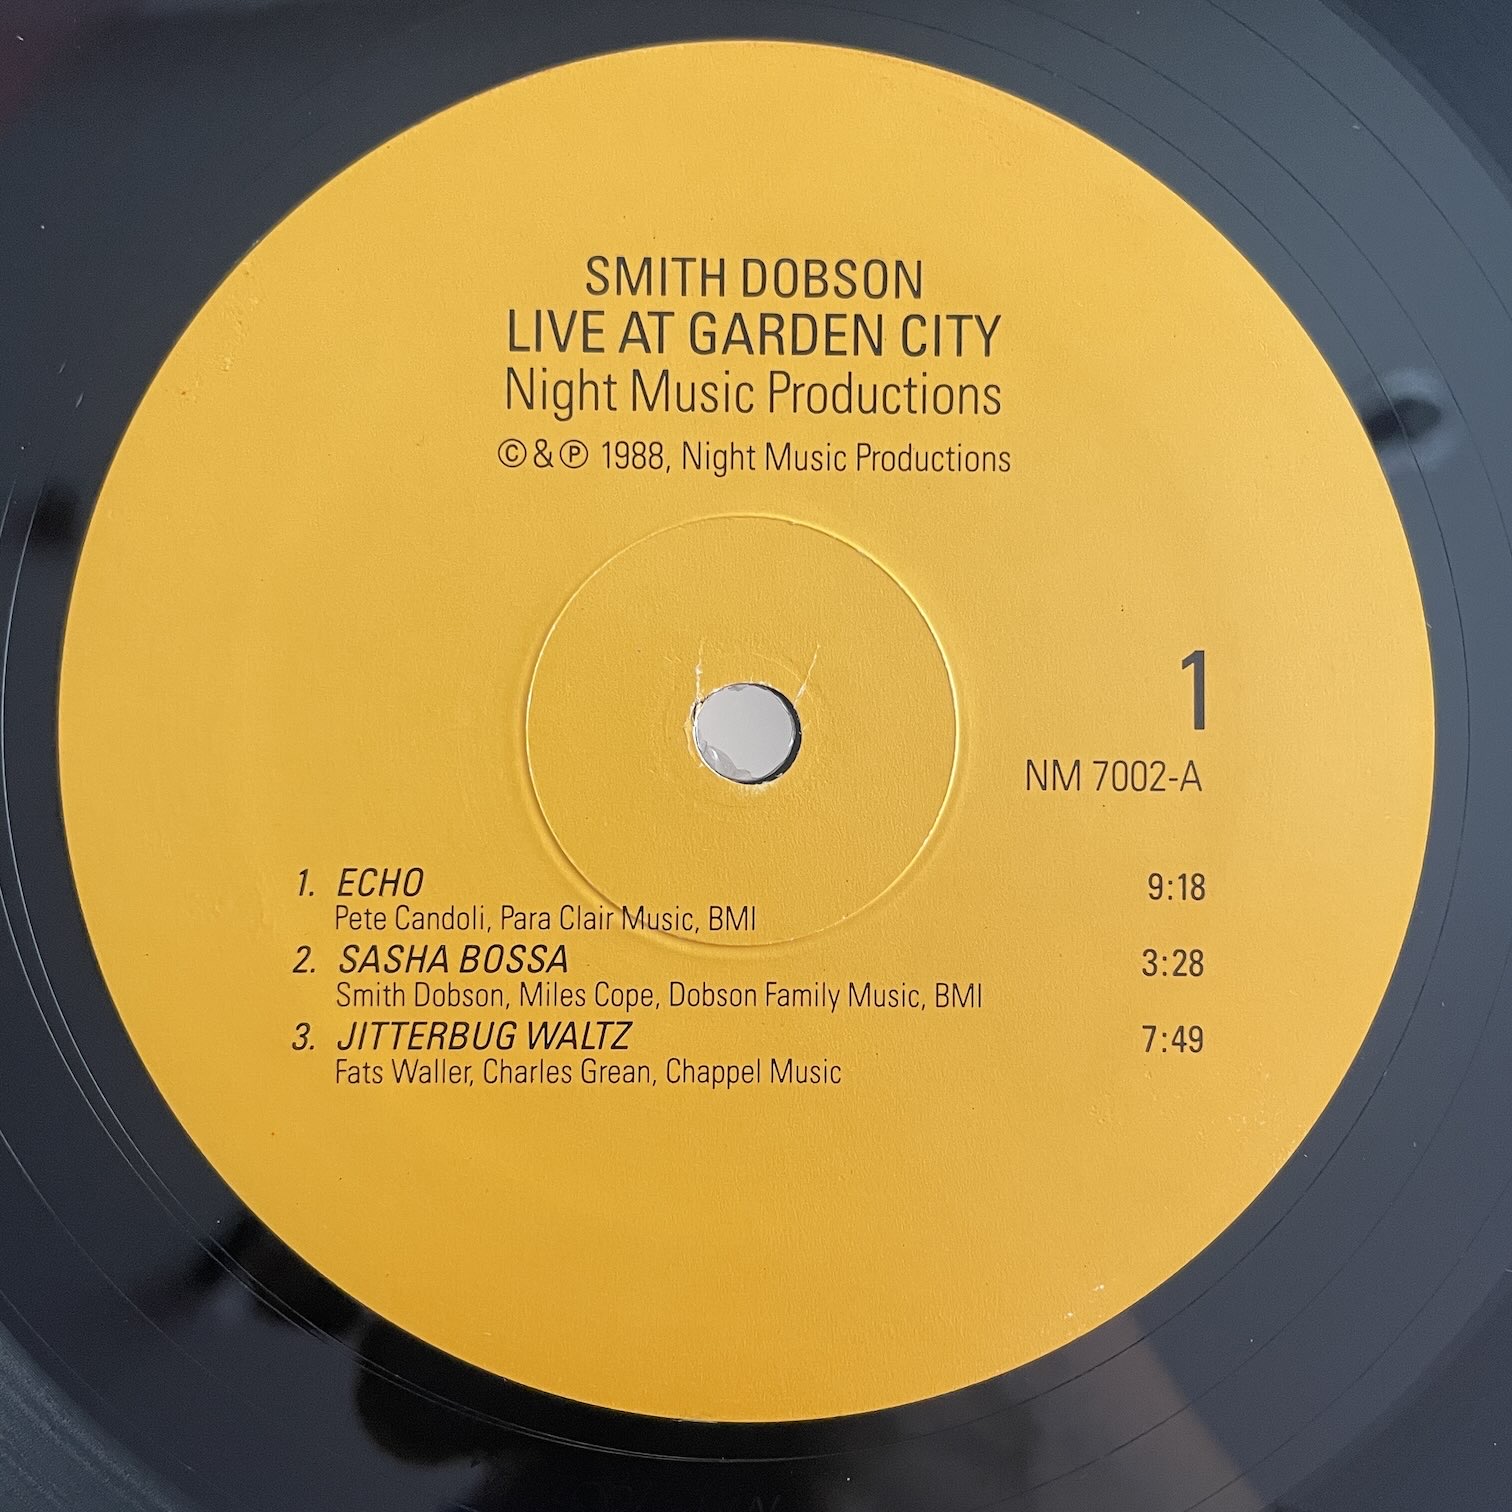 SMITH DOBSON
LIVE AT GARDEN CITY
Night Music Productions
©&℗ 1988, Night Music Productions
1
NM 7002-A
1. ECHO 9:18
Pete Candoli, Para Clair Music, BMI
2. SASHA BOSSA 3:28
Smith Dobson, Miles Cope, Dobson Family Music, BMI
3. JITTERBUG WALTZ 7:49
Fats Waller, Charles Grean, Chappel Music